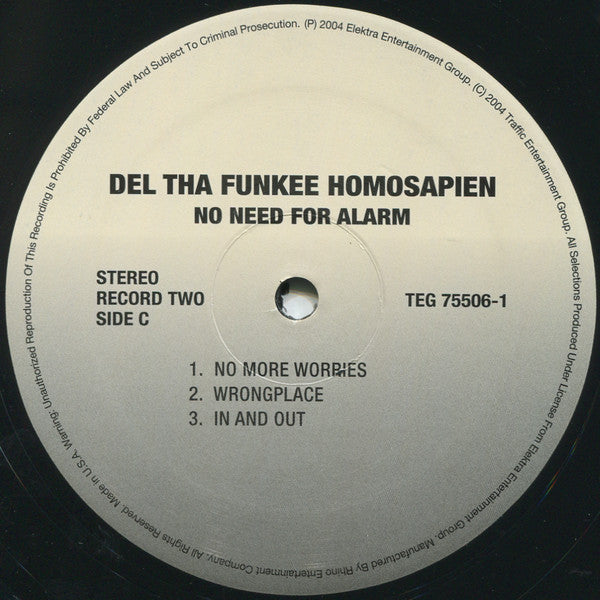 DEL THA FUNKEE HOMOSAPIEN
NO NEED FOR ALARM
STEREO
RECORD TWO
SIDE C
TEG 75506-1
1. NO MORE WORRIES
2. WRONGPLACE
3. IN AND OUT
Made in U.S.A. Warning: Unauthorized Reproduction Of This Recording Is Prohibited By Federal Law And Subject To Criminal Prosecution. (P) 2004 Elektra Entertainment Group. (C) 2004 Traffic Entertainment Group. All Selections Produced Under License From Elektra Entertainment Group. Manufactured By Rhino Entertainment Company. All Rights Reserved.